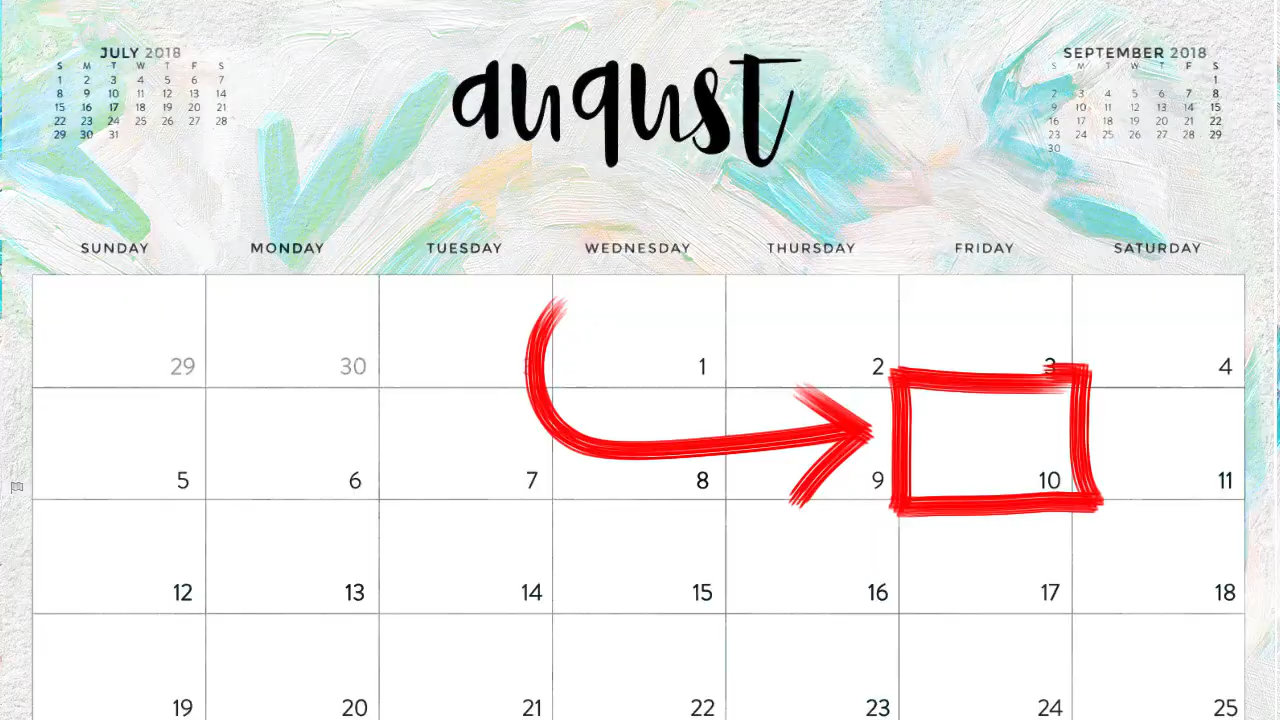 JULY 2018
S M T W T F S
1 2 3 4 5 6 7
8 9 10 11 12 13 14
15 16 17 18 19 20 21
22 23 24 25 26 27 28
29 30 31
august
SEPTEMBER 2018
S M T W T F S
1
2 3 4 5 6 7 8
9 10 11 12 13 14 15
16 17 18 19 20 21 22
23 24 25 26 27 28 29
30
SUNDAY MONDAY TUESDAY WEDNESDAY THURSDAY FRIDAY SATURDAY
29 30 1 2 3 4
5 6 7 8 9 10 11
12 13 14 15 16 17 18
19 20 21 22 23 24 25